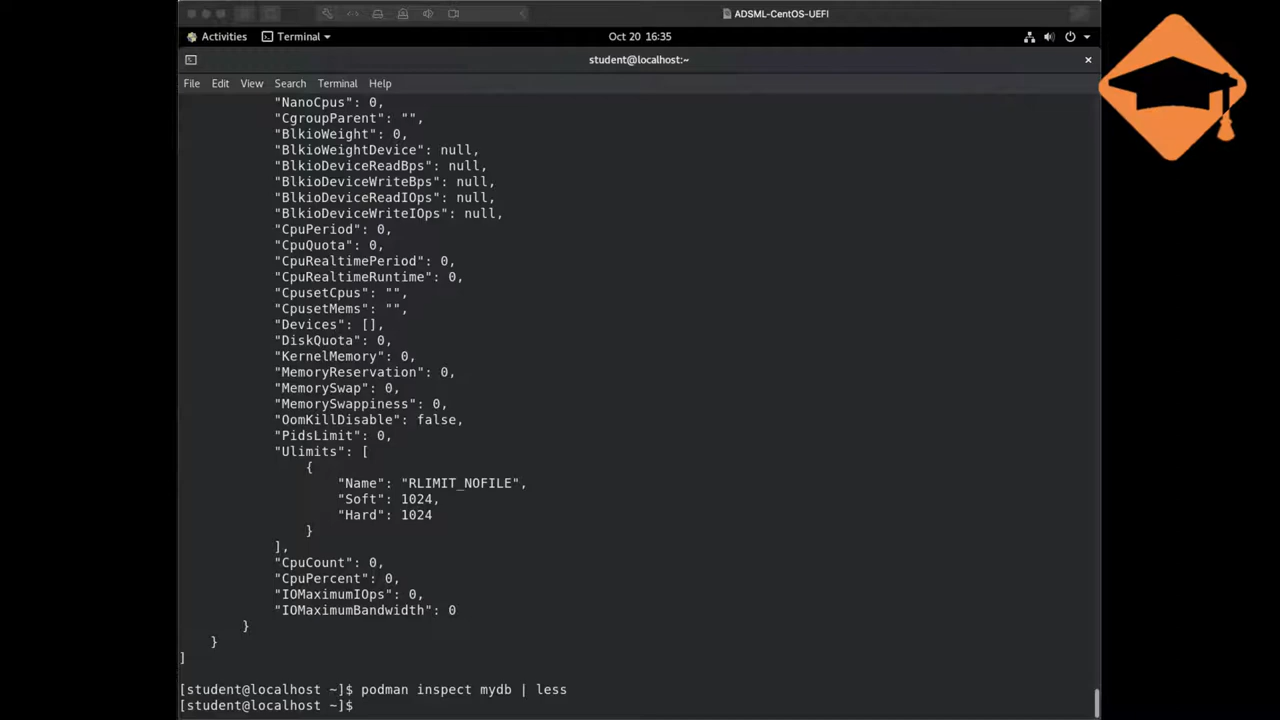 ADSML-CentOS-UEFI
Activities Terminal Oct 20 16:35
student@localhost:~
File Edit View Search Terminal Help
"NanoCpus": 0,
"CgroupParent": "",
"BlkioWeight": 0,
"BlkioWeightDevice": null,
"BlkioDeviceReadBps": null,
"BlkioDeviceWriteBps": null,
"BlkioDeviceReadIOps": null,
"BlkioDeviceWriteIOps": null,
"CpuPeriod": 0,
"CpuQuota": 0,
"CpuRealtimePeriod": 0,
"CpuRealtimeRuntime": 0,
"CpusetCpus": "",
"CpusetMems": "",
"Devices": [],
"DiskQuota": 0,
"KernelMemory": 0,
"MemoryReservation": 0,
"MemorySwap": 0,
"MemorySwappiness": 0,
"OomKillDisable": false,
"PidsLimit": 0,
"Ulimits": [
{
"Name": "RLIMIT_NOFILE",
"Soft": 1024,
"Hard": 1024
}
],
"CpuCount": 0,
"CpuPercent": 0,
"IOMaximumIOps": 0,
"IOMaximumBandwidth": 0
}
}
]
[student@localhost ~]$ podman inspect mydb | less
[student@localhost ~]$